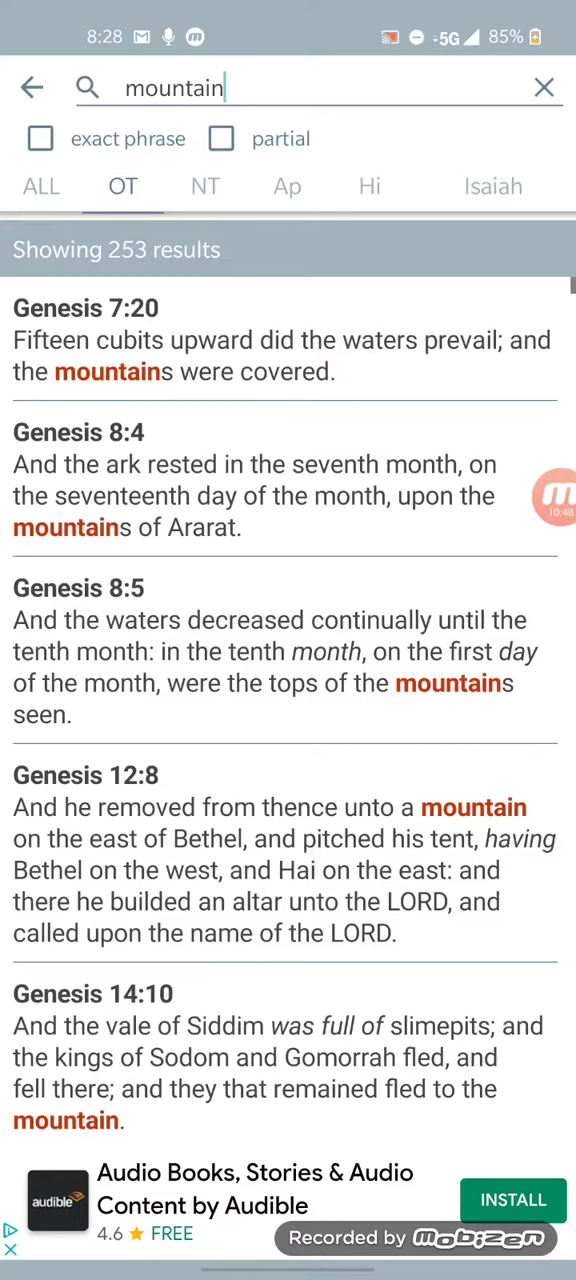 8:28
5G 85%
mountain
exact phrase partial
ALL OT NT Ap Hi Isaiah
Showing 253 results
Genesis 7:20
Fifteen cubits upward did the waters prevail; and
the mountains were covered.
Genesis 8:4
And the ark rested in the seventh month, on
the seventeenth day of the month, upon the
mountains of Ararat.
10:48
Genesis 8:5
And the waters decreased continually until the
tenth month: in the tenth month, on the first day
of the month, were the tops of the mountains
seen.
Genesis 12:8
And he removed from thence unto a mountain
on the east of Bethel, and pitched his tent, having
Bethel on the west, and Hai on the east: and
there he builded an altar unto the LORD, and
called upon the name of the LORD.
Genesis 14:10
And the vale of Siddim was full of slimepits; and
the kings of Sodom and Gomorrah fled, and
fell there; and they that remained fled to the
mountain.
audible
Audio Books, Stories & Audio
Content by Audible
4.6 ★ FREE
INSTALL
Recorded by mobizen